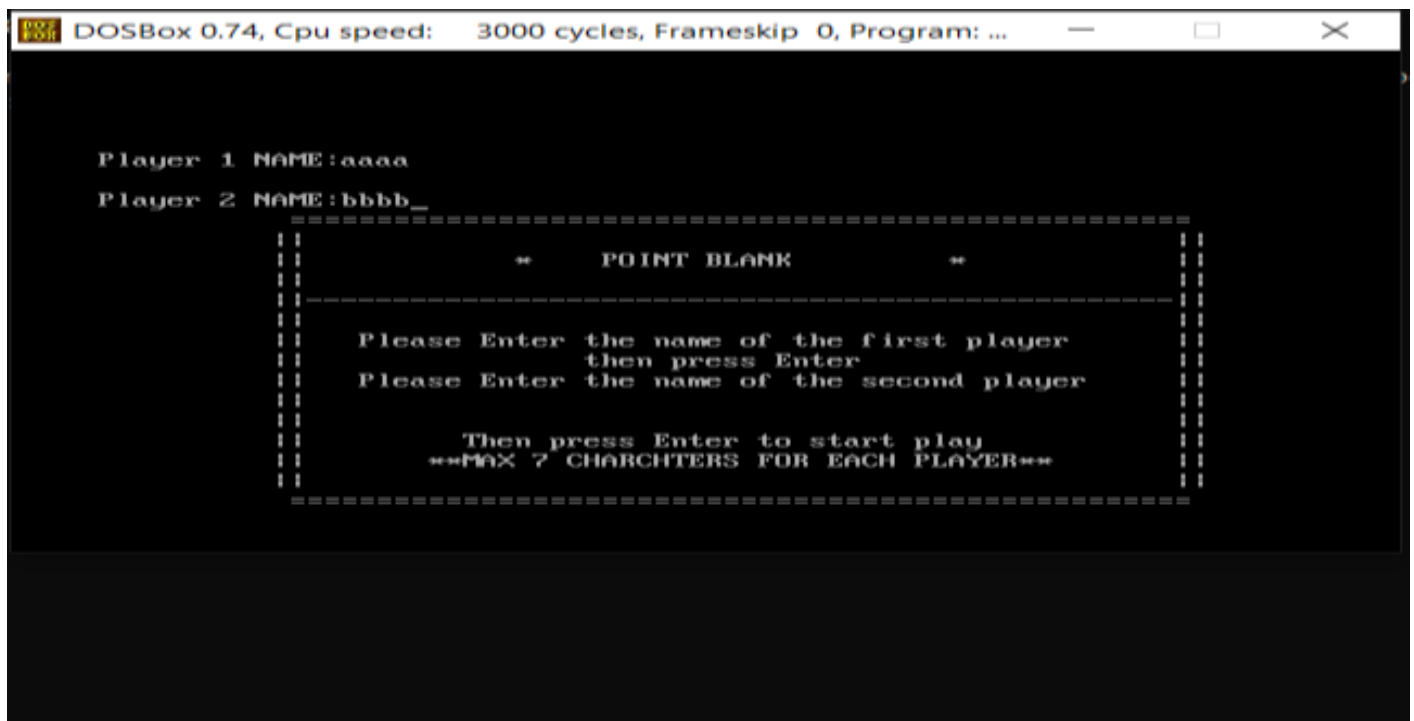 DOS
BOX
DOSBox 0.74, Cpu speed: 3000 cycles, Frameskip 0, Program: ...
Player 1 NAME:aaaa
Player 2 NAME:bbbb_
* POINT BLANK *
Please Enter the name of the first player
then press Enter
Please Enter the name of the second player
Then press Enter to start play
**MAX 7 CHARCHTERS FOR EACH PLAYER**